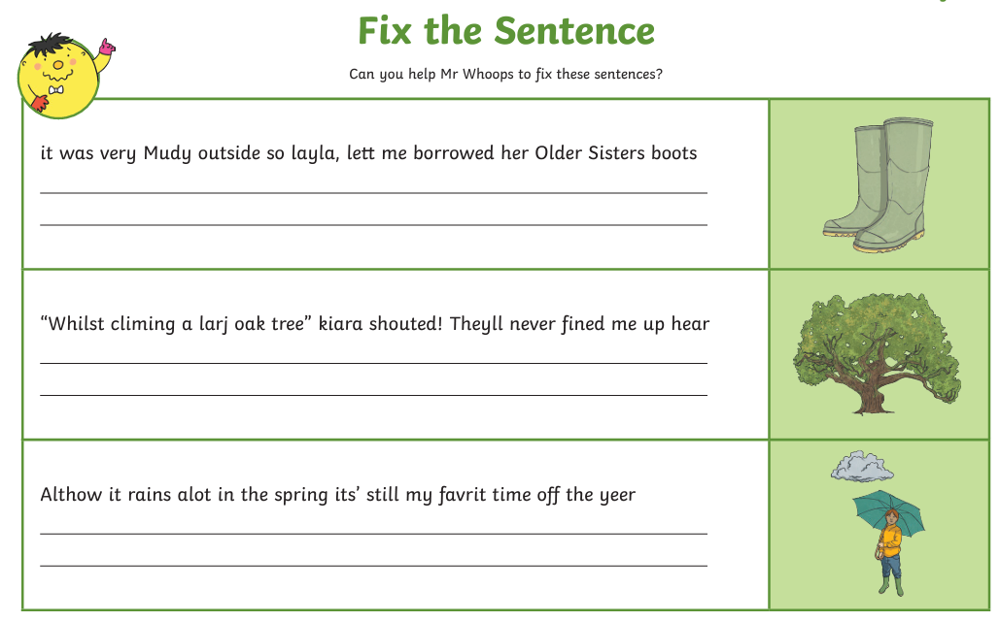 Fix the Sentence
Can you help Mr Whoops to fix these sentences?
it was very Mudy outside so layla, lett me borrowed her Older Sisters boots
“Whilst climing a larj oak tree” kiara shouted! Theyll never fined me up hear
Althow it rains alot in the spring its’ still my favrit time off the yeer